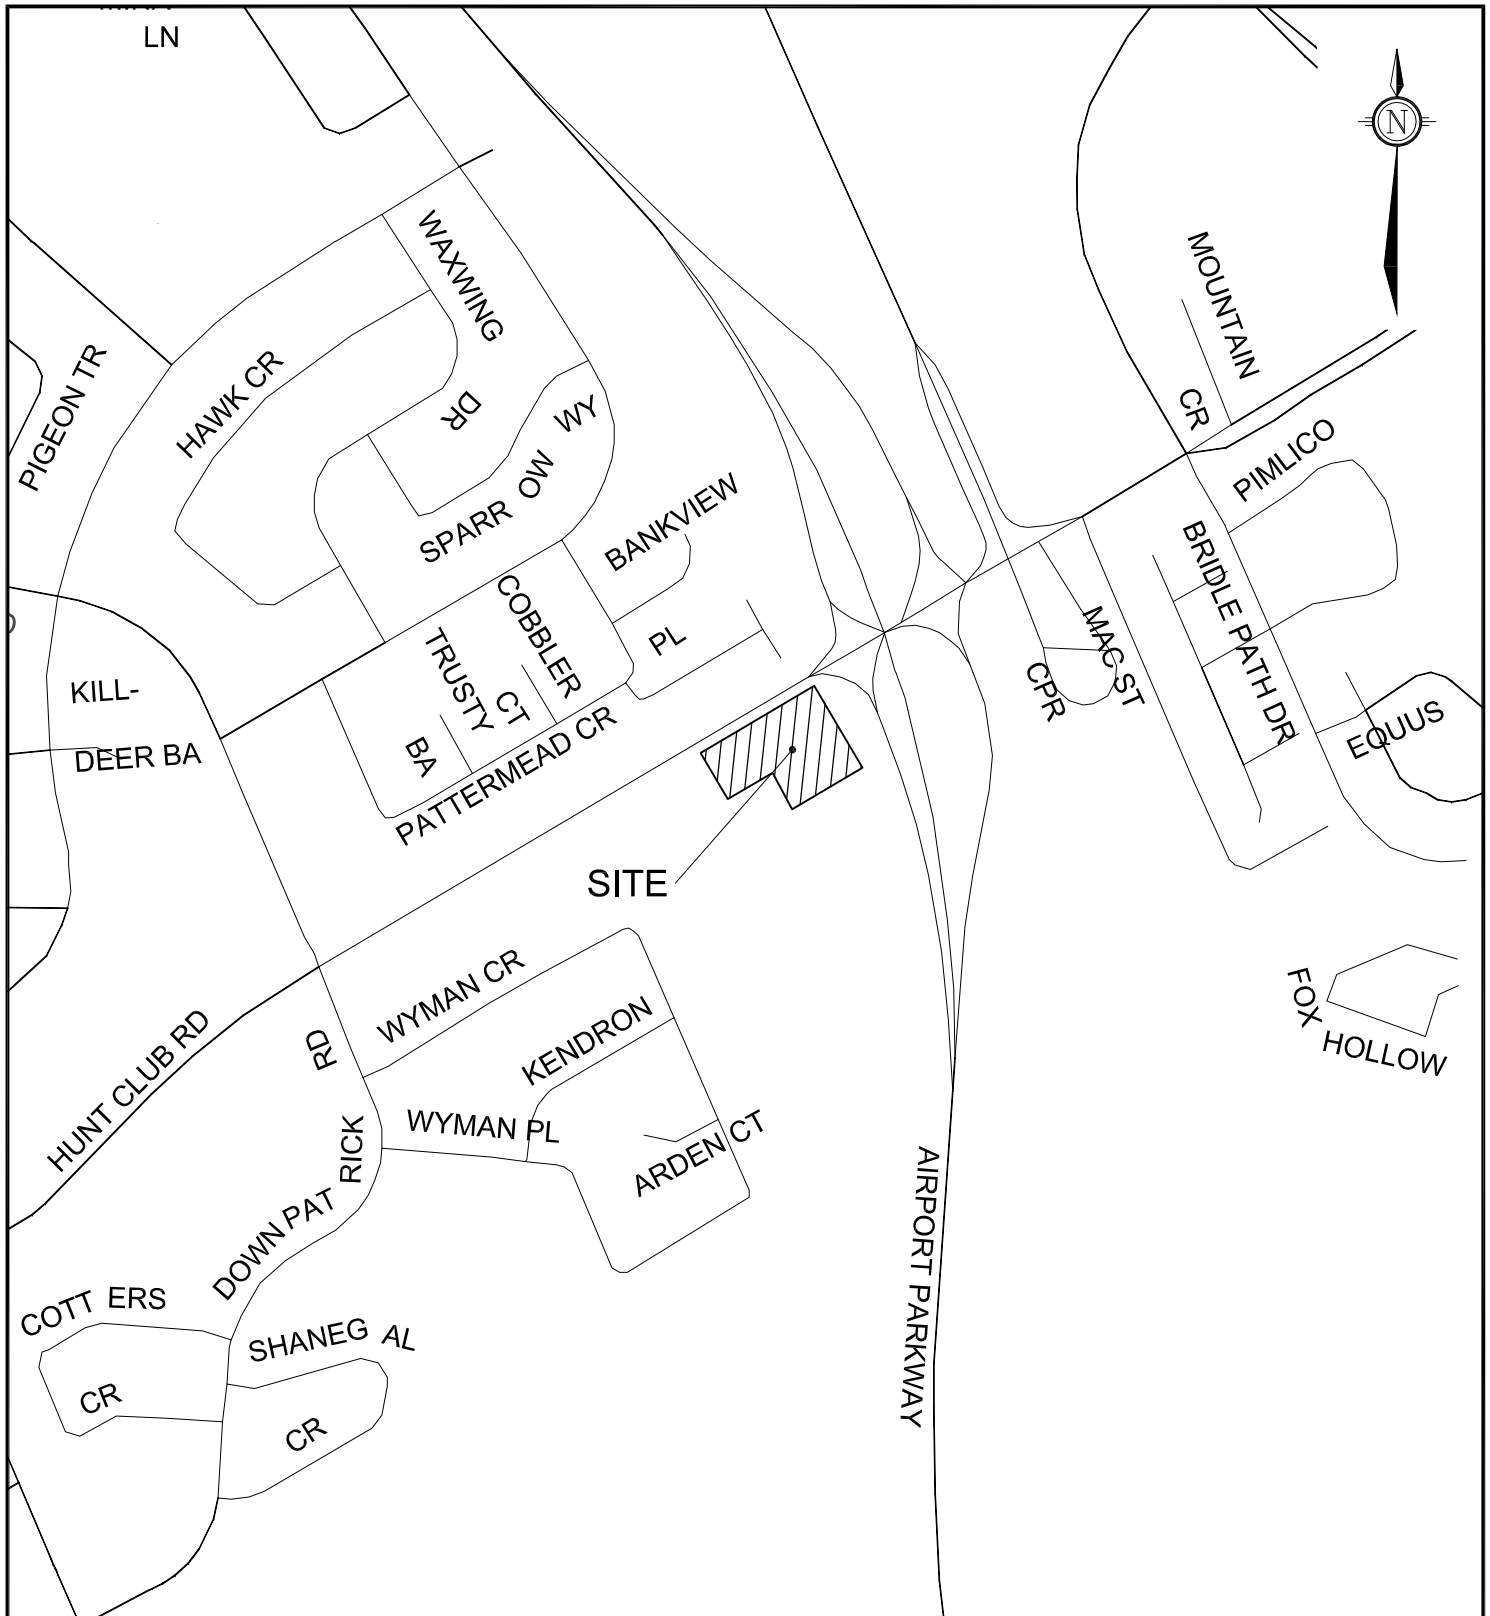 LN
N
WAXWING
DR
MOUNTAIN
CR
PIGEON TR
HAWK CR
WY
SPARR OW
PIMLICO
BANKVIEW
PL
BRIDLE PATH DR
COBBLER
CT
TRUSTY
BA
MAC ST
CPR
KILL-
DEER BA
EQUUS
PATTERMEAD CR
SITE
WYMAN CR
KENDRON
FOX
HOLLOW
HUNT CLUB RD
RD
RICK
DOWN PAT
WYMAN PL
ARDEN CT
AIRPORT PARKWAY
COTT ERS
CR
SHANEG AL
CR